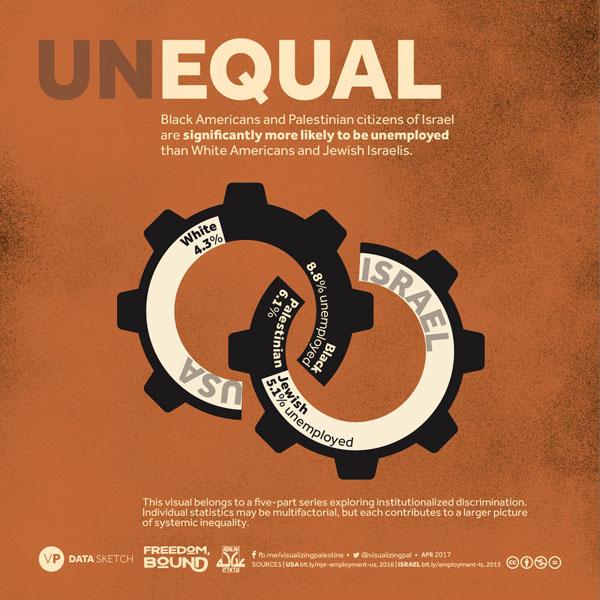 UNEQUAL
Black Americans and Palestinian citizens of Israel
are significantly more likely to be unemployed
than White Americans and Jewish Israelis.
White
4.3%
USA
8.8% unemployed
Black
ISRAEL
Palestinian
6.1%
Jewish
5.1% unemployed
This visual belongs to a five-part series exploring institutionalized discrimination.
Individual statistics may be multifactorial, but each contributes to a larger picture
of systemic inequality.
VP DATA SKETCH
FREEDOM,
BOUND
fb.me/visualizingpalestine • @visualizingpal • APR 2017
SOURCES | USA bit.ly/npr-employment-us, 2016 | ISRAEL bit.ly/employment-is, 2015
cc